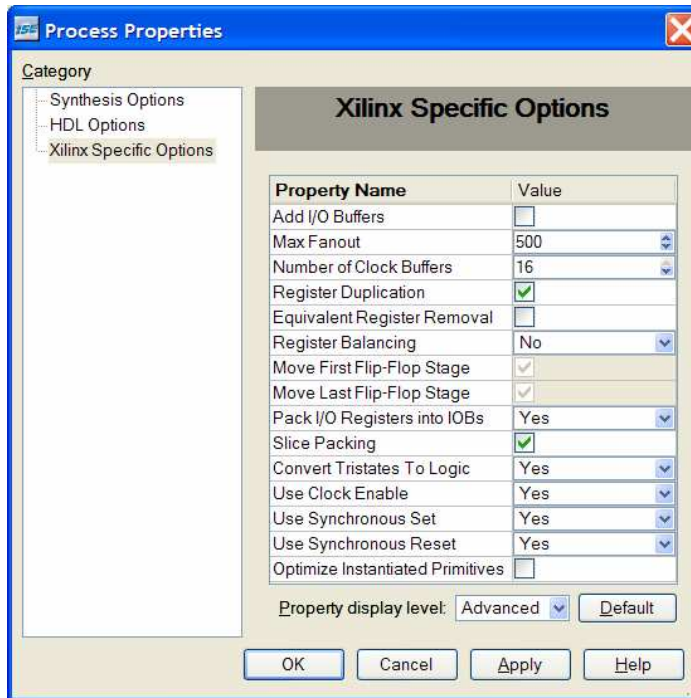 ISE Process Properties
Category
Synthesis Options
HDL Options
Xilinx Specific Options
Xilinx Specific Options
Property Name Value
Add I/O Buffers
Max Fanout 500
Number of Clock Buffers 16
Register Duplication
Equivalent Register Removal
Register Balancing No
Move First Flip-Flop Stage
Move Last Flip-Flop Stage
Pack I/O Registers into IOBs Yes
Slice Packing
Convert Tristates To Logic Yes
Use Clock Enable Yes
Use Synchronous Set Yes
Use Synchronous Reset Yes
Optimize Instantiated Primitives
Property display level: Advanced Default
OK Cancel Apply Help